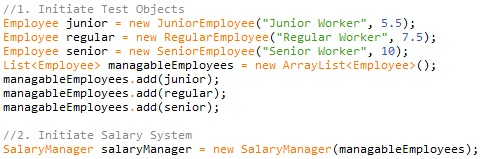 //1. Initiate Test Objects
Employee junior = new JuniorEmployee("Junior Worker", 5.5);
Employee regular = new RegularEmployee("Regular Worker", 7.5);
Employee senior = new SeniorEmployee("Senior Worker", 10);
List<Employee> managableEmployees = new ArrayList<Employee>();
managableEmployees.add(junior);
managableEmployees.add(regular);
managableEmployees.add(senior);
//2. Initiate Salary System
SalaryManager salaryManager = new SalaryManager(managableEmployees);